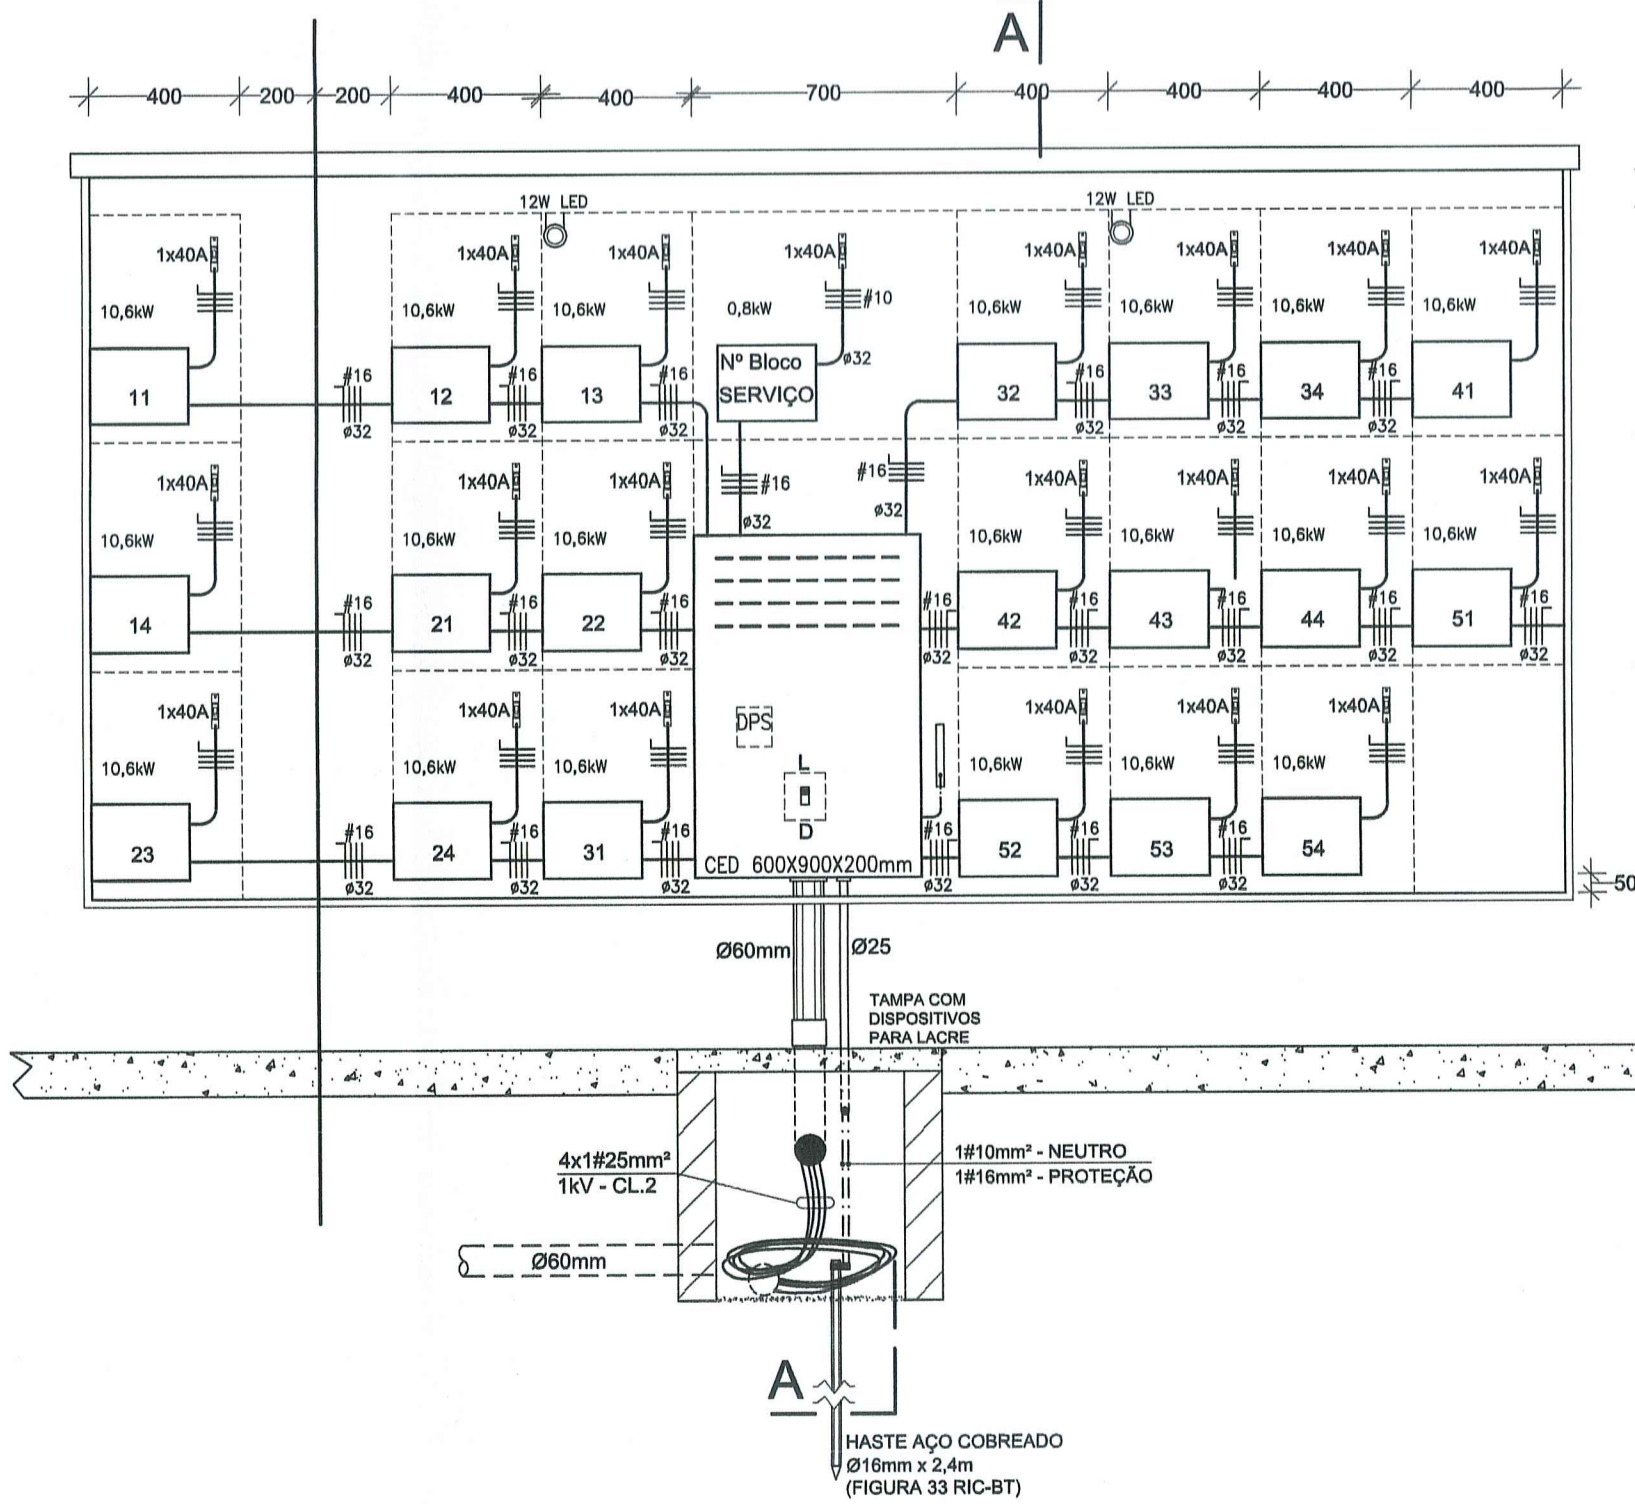 A
400 200 200 400 400 700 400 400 400 400
12W LED 12W LED
1x40A 1x40A 1x40A 1x40A 1x40A 1x40A 1x40A 1x40A
10,6kW 10,6kW 10,6kW 0,8kW #10 10,6kW 10,6kW 10,6kW 10,6kW
Nº Bloco ø32
SERVIÇO
#16 #16 #16 #16 #16 #16
11 12 13 32 33 34 41
ø32 ø32 ø32 ø32 ø32 ø32
1x40A 1x40A 1x40A #16 #16 1x40A 1x40A 1x40A 1x40A
ø32 ø32
10,6kW 10,6kW 10,6kW 10,6kW 10,6kW 10,6kW 10,6kW
#16 #16 #16 #16 #16 #16 #16 #16
14 21 22 42 43 44 51
ø32 ø32 ø32 ø32 ø32 ø32 ø32 ø32
1x40A 1x40A 1x40A DPS 1x40A 1x40A 1x40A
10,6kW 10,6kW 10,6kW L 10,6kW 10,6kW 10,6kW
#16 #16 #16 D #16 #16 #16
23 24 31 52 53 54
CED 600X900X200mm
ø32 ø32 ø32 ø32 ø32 ø32
50
Ø60mm Ø25
TAMPA COM
DISPOSITIVOS
PARA LACRE
4x1#25mm²
1kV - CL.2
1#10mm² - NEUTRO
1#16mm² - PROTEÇÃO
Ø60mm
A
HASTE AÇO COBREADO
Ø16mm x 2,4m
(FIGURA 33 RIC-BT)